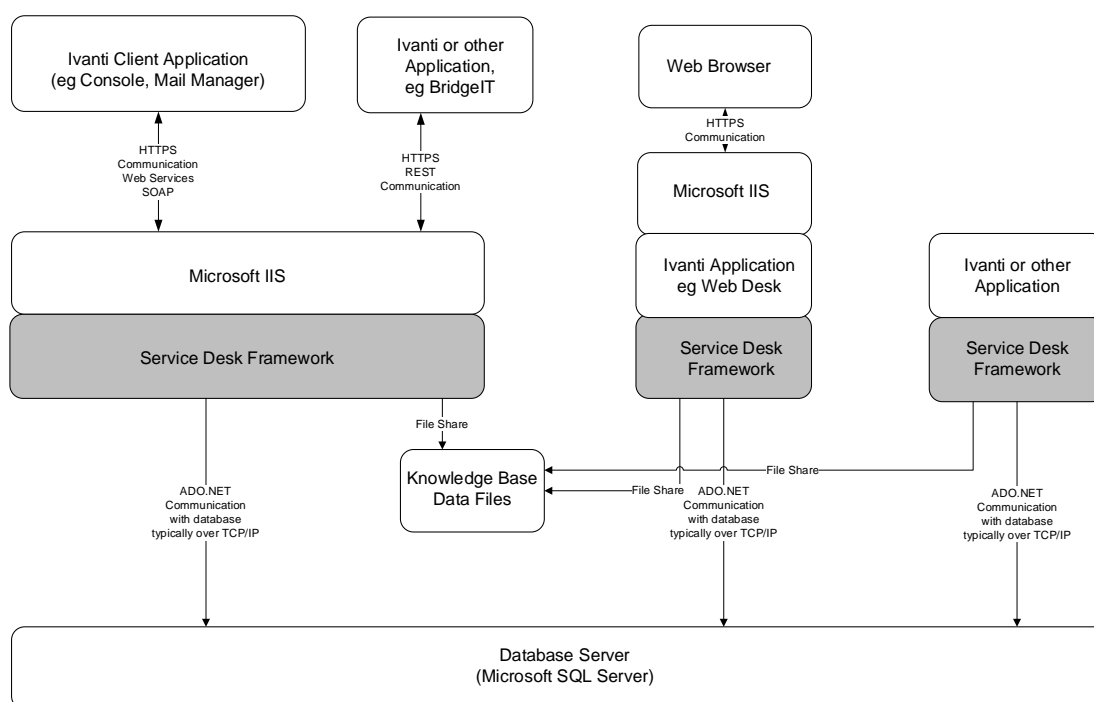 Ivanti Client Application
(eg Console, Mail Manager)
Ivanti or other
Application,
eg BridgeIT
Web Browser
HTTPS
Communication
Web Services
SOAP
HTTPS
REST
Communication
HTTPS
Communication
Microsoft IIS
Microsoft IIS
Ivanti Application
eg Web Desk
Ivanti or other
Application
Service Desk Framework
Service Desk
Framework
Service Desk
Framework
File Share
Knowledge Base
Data Files
File Share
File Share
ADO.NET
Communication
with database
typically over TCP/IP
ADO.NET
Communication
with database
typically over TCP/IP
ADO.NET
Communication
with database
typically over TCP/IP
Database Server
(Microsoft SQL Server)